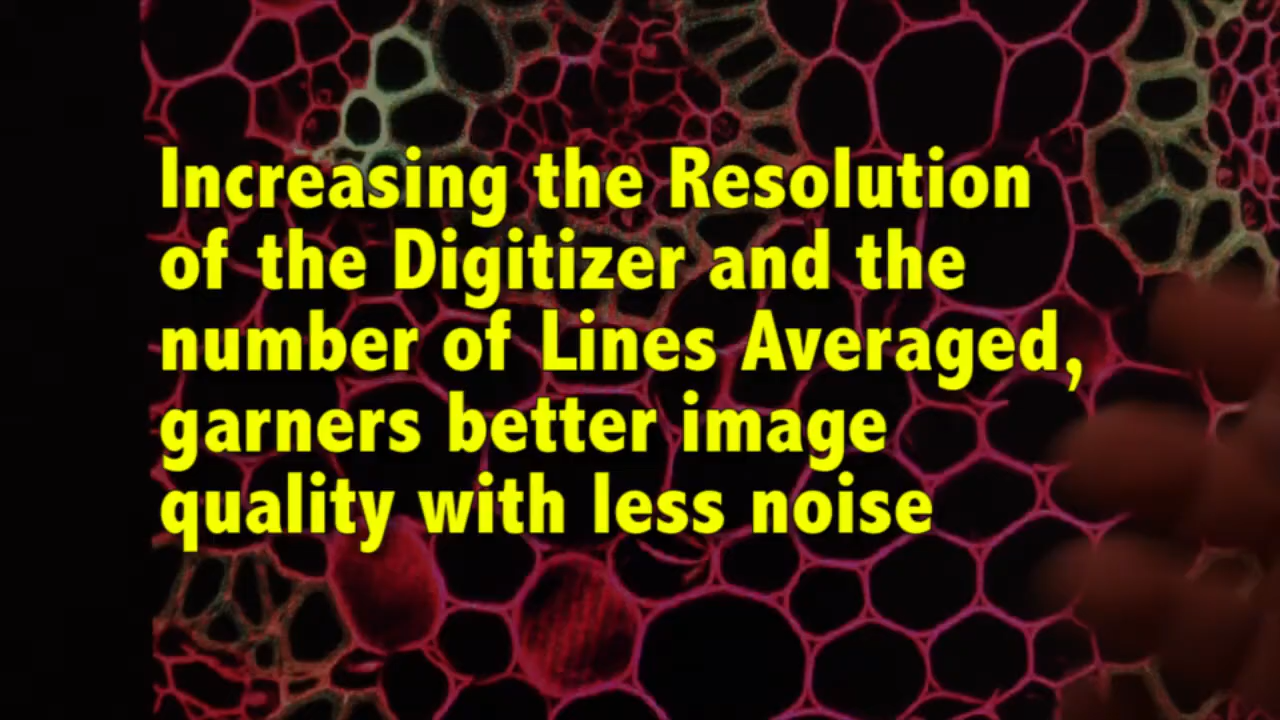 Increasing the Resolution
of the Digitizer and the
number of Lines Averaged,
garners better image
quality with less noise